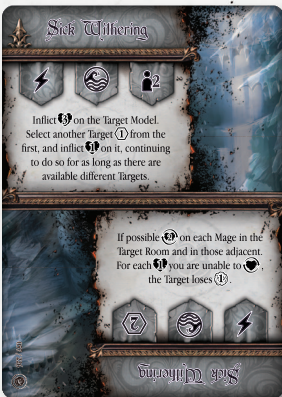 Sick Withering
2
Inflict 3 on the Target Model.
Select another Target 1 from the
first, and inflict 1 on it, continuing
to do so for as long as there are
available different Targets.
If possible 3 on each Mage in the
Target Room and in those adjacent.
For each 1 you are unable to
the Target loses 1.
2
Sick Withering